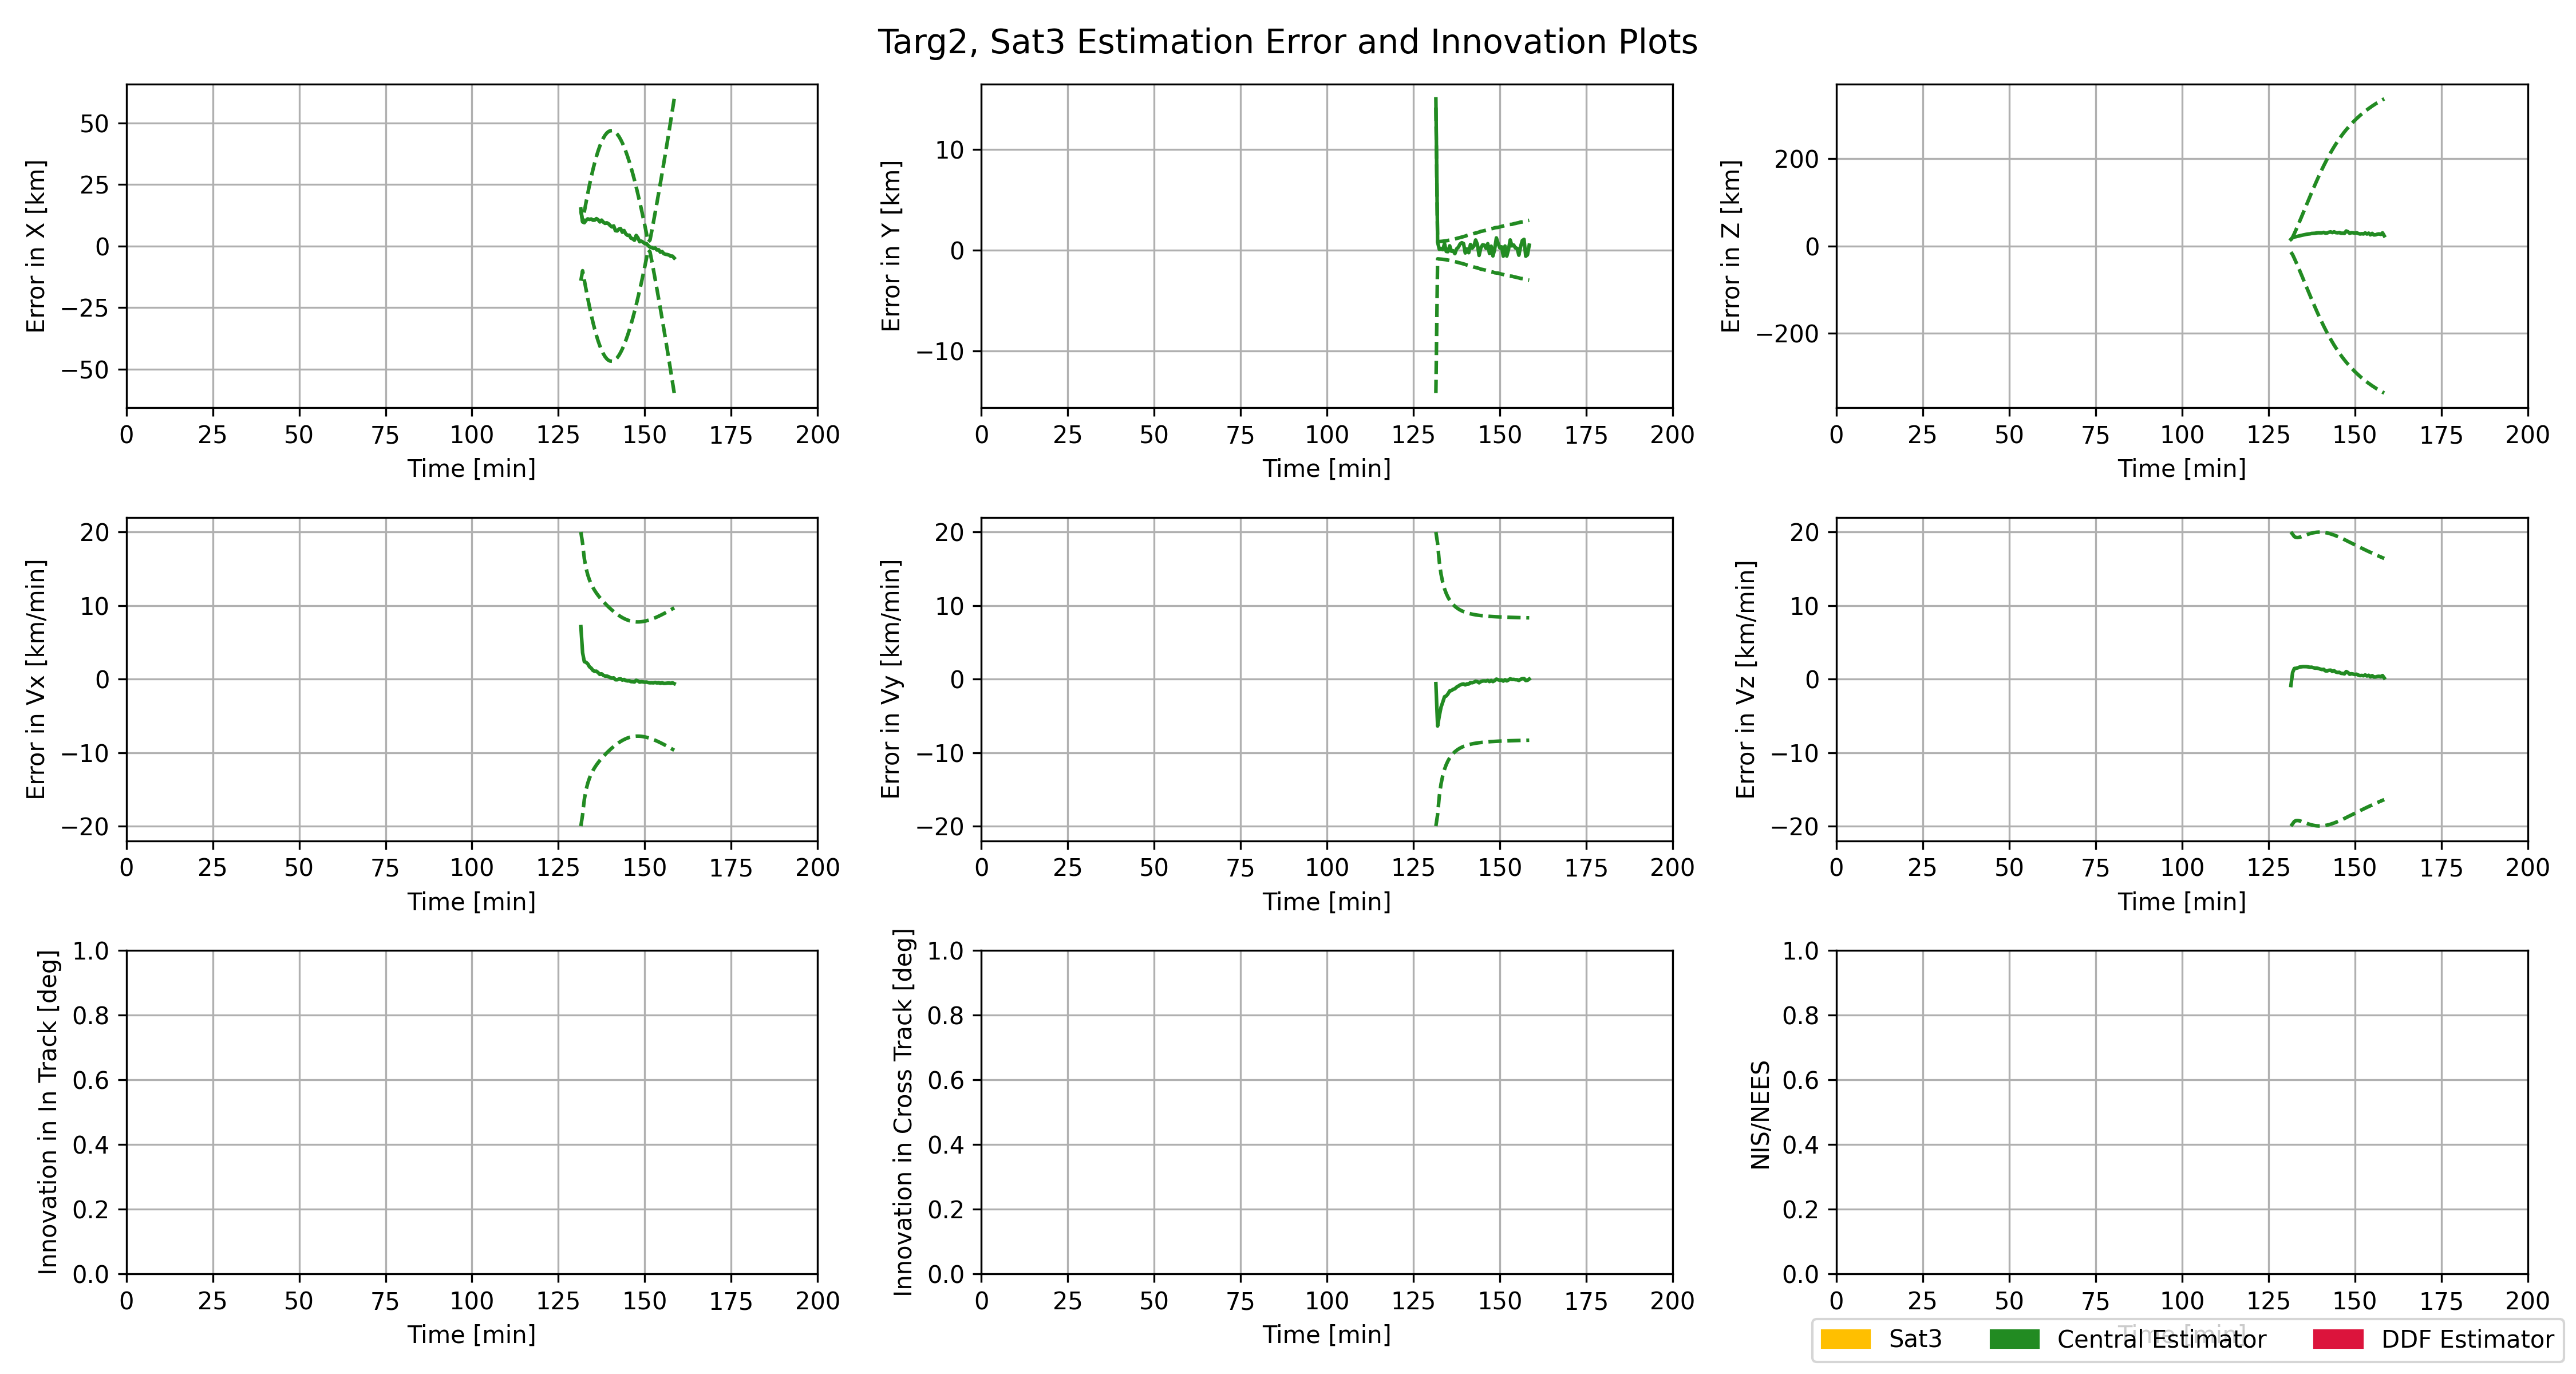 Targ2, Sat3 Estimation Error and Innovation Plots
Error in X [km]
50
25
0
−25
−50
0 25 50 75 100 125 150 175 200
Time [min]
Error in Y [km]
10
0
−10
0 25 50 75 100 125 150 175 200
Time [min]
Error in Z [km]
200
0
−200
0 25 50 75 100 125 150 175 200
Time [min]
Error in Vx [km/min]
20
10
0
−10
−20
0 25 50 75 100 125 150 175 200
Time [min]
Error in Vy [km/min]
20
10
0
−10
−20
0 25 50 75 100 125 150 175 200
Time [min]
Error in Vz [km/min]
20
10
0
−10
−20
0 25 50 75 100 125 150 175 200
Time [min]
Innovation in In Track [deg]
1.0
0.8
0.6
0.4
0.2
0.0
0 25 50 75 100 125 150 175 200
Time [min]
Innovation in Cross Track [deg]
1.0
0.8
0.6
0.4
0.2
0.0
0 25 50 75 100 125 150 175 200
Time [min]
NIS/NEES
1.0
0.8
0.6
0.4
0.2
0.0
0 25 50 75 100 125 150 175 200
Time [min]
Sat3 Central Estimator DDF Estimator